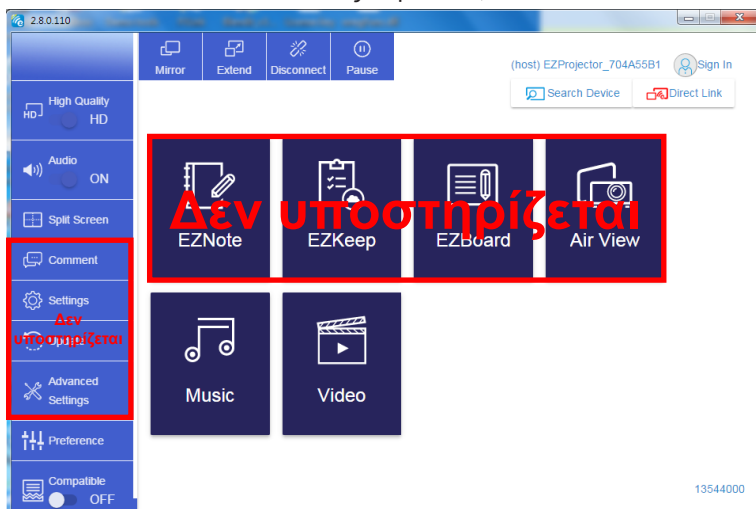 2.8.0.110
Mirror
Extend
Disconnect
Pause
(host) EZProjector_704A55B1
Sign In
Search Device
Direct Link
HD
High Quality
HD
Audio
ON
Split Screen
Comment
Settings
Δεν
υποστηρίζεται
Update
Advanced
Settings
Preference
Compatible
OFF
Δεν υποστηρίζεται
EZNote
EZKeep
EZBoard
Air View
Music
Video
13544000